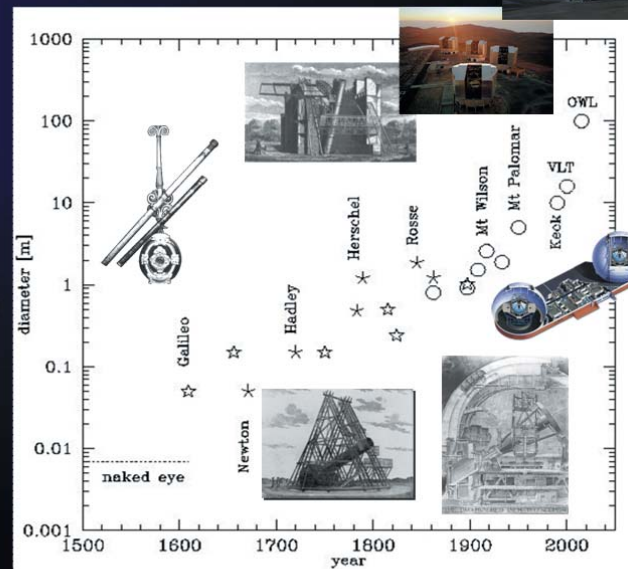 1000
100
10
1
0.1
0.01
0.001
diameter [m]
1500
1600
1700
1800
1900
2000
year
naked eye
Galileo
Newton
Hadley
Herschel
Rosse
Mt Wilson
Mt Palomar
Keck
VLT
OWL